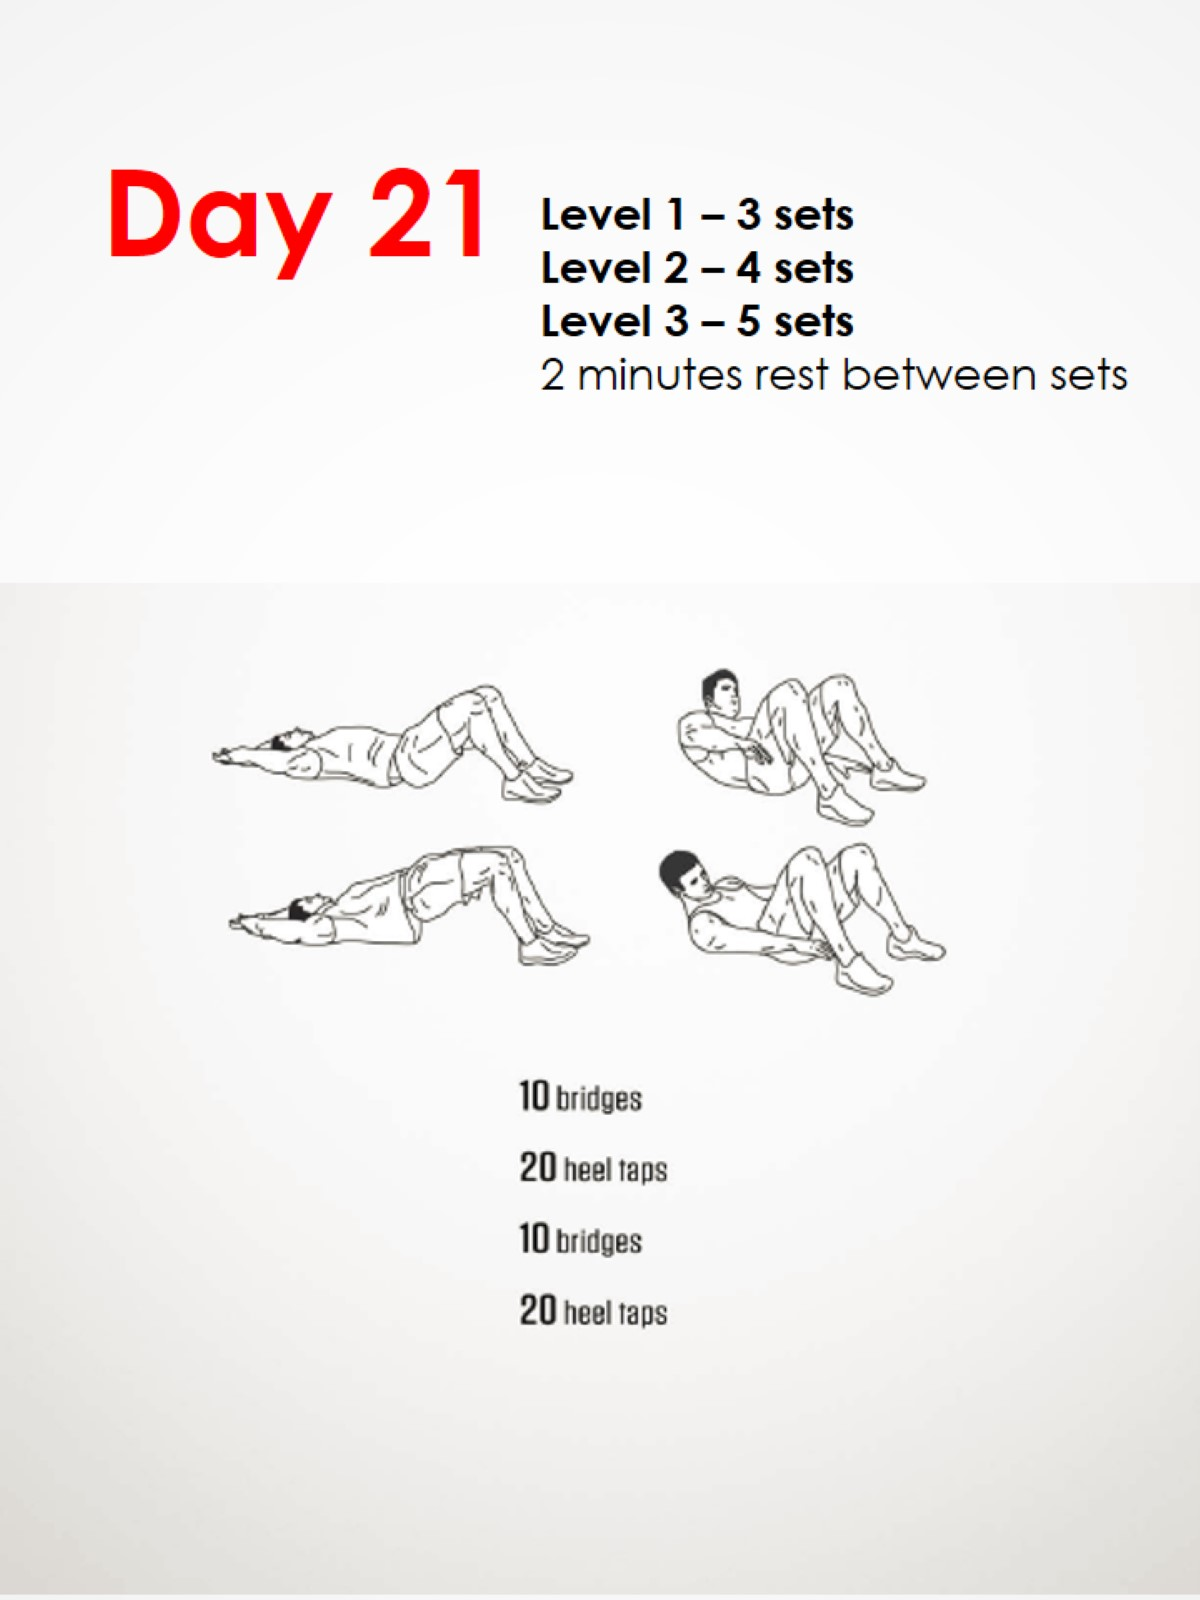 Day 21
Level 1 – 3 sets
Level 2 – 4 sets
Level 3 – 5 sets
2 minutes rest between sets
10 bridges
20 heel taps
10 bridges
20 heel taps